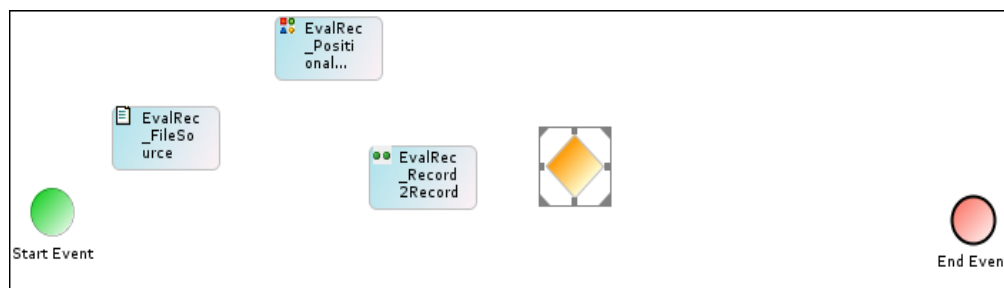 EvalRec
_Positi
onal...
EvalRec
_FileSo
urce
EvalRec
_Record
2Record
Start Event
End Even